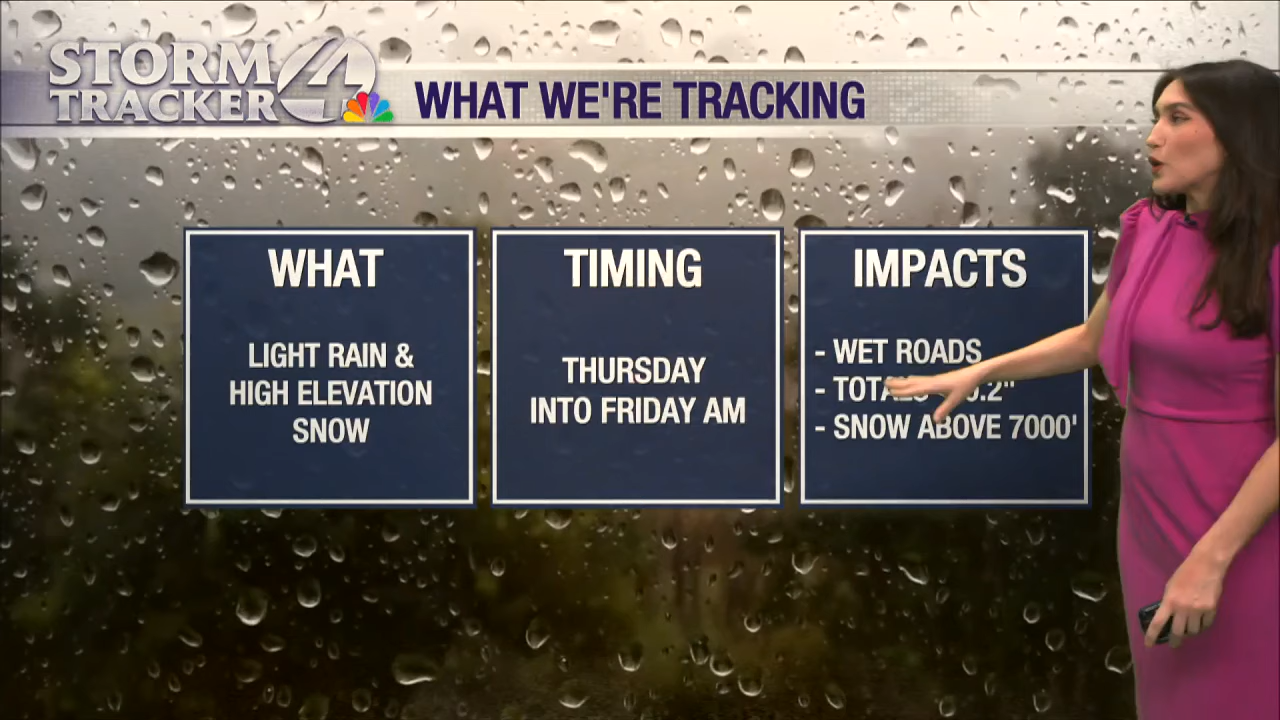 STORM
TRACKER 4
WHAT WE'RE TRACKING
WHAT
LIGHT RAIN &
HIGH ELEVATION
SNOW
TIMING
THURSDAY
INTO FRIDAY AM
IMPACTS
- WET ROADS
-
- SNOW ABOVE 7000'